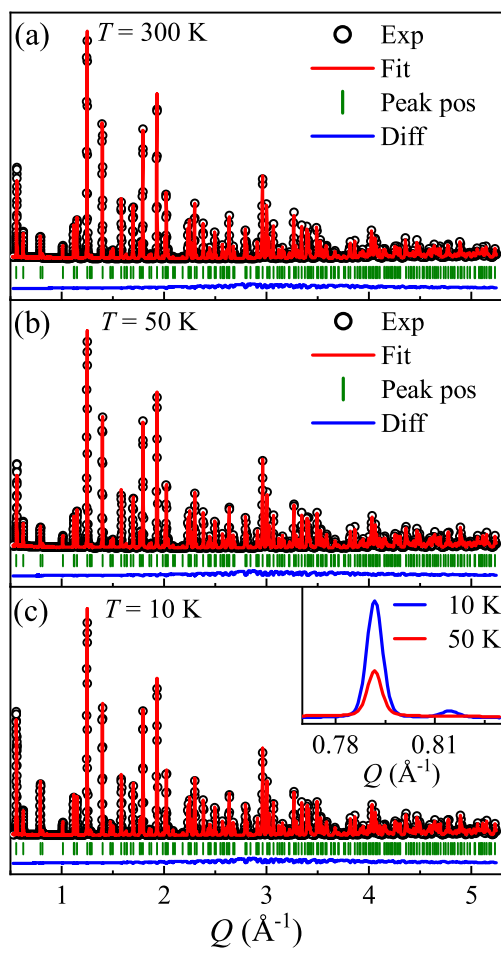 (a) T = 300 K
Exp
Fit
Peak pos
Diff
(b) T = 50 K
Exp
Fit
Peak pos
Diff
(c) T = 10 K
10 K
50 K
0.78 0.81
Q (Å-1)
1 2 3 4 5
Q (Å-1)